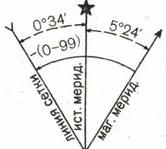 0°34'
5°24'
-(0-99)
линия сетки
ист. мерид.
маг. мерид.